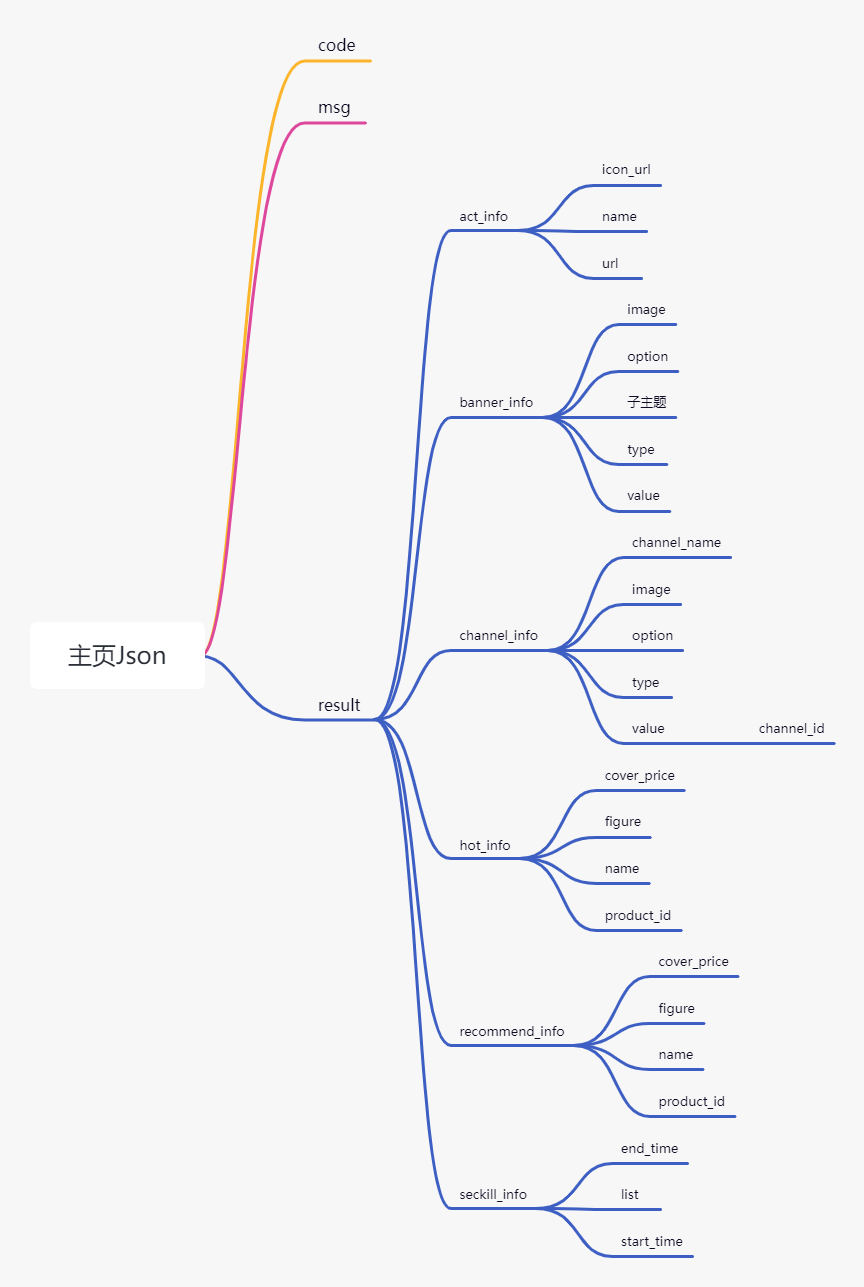 code
msg
icon_url
act_info
name
url
image
option
banner_info
子主题
type
value
channel_name
image
channel_info
option
主页Json
type
result
value
channel_id
cover_price
figure
hot_info
name
product_id
cover_price
figure
recommend_info
name
product_id
end_time
seckill_info
list
start_time